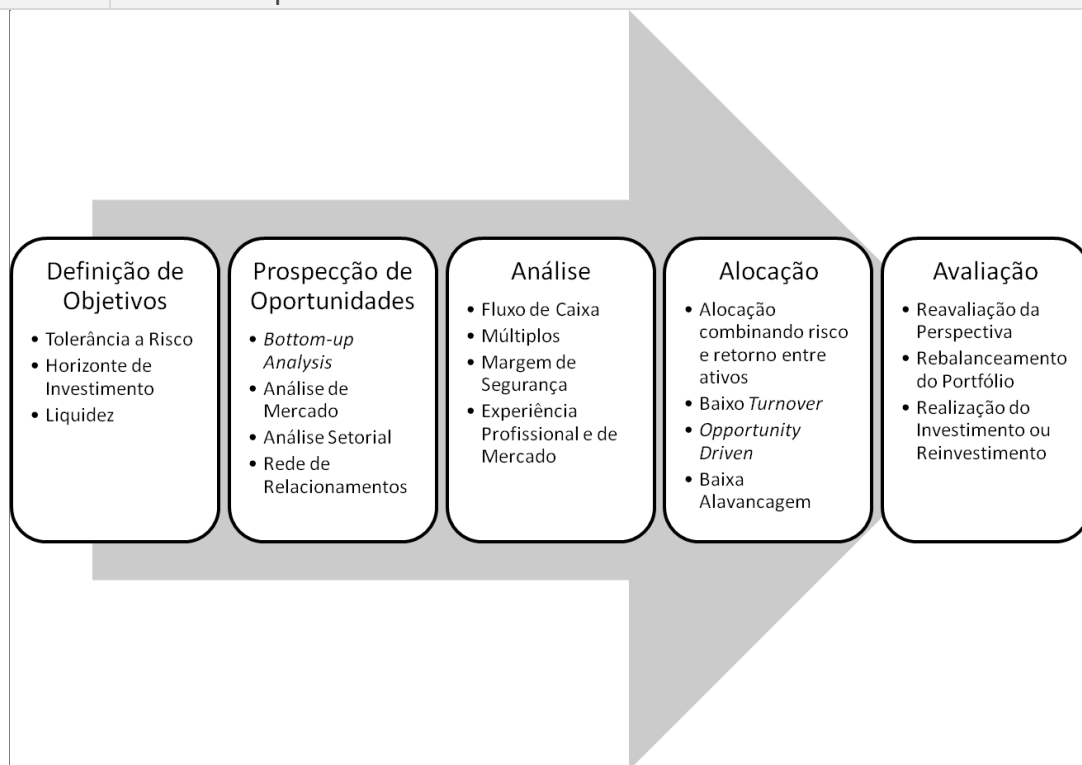 Definição de
Objetivos
• Tolerância a Risco
• Horizonte de
Investimento
• Liquidez
Prospecção de
Oportunidades
• Bottom-up
Analysis
• Análise de
Mercado
• Análise Setorial
• Rede de
Relacionamentos
Análise
• Fluxo de Caixa
• Múltiplos
• Margem de
Segurança
• Experiência
Profissional e de
Mercado
Alocação
• Alocação
combinando risco
e retorno entre
ativos
• Baixo Turnover
• Opportunity
Driven
• Baixa
Alavancagem
Avaliação
• Reavaliação da
Perspectiva
• Rebalanceamento
do Portfólio
• Realização do
Investimento ou
Reinvestimento